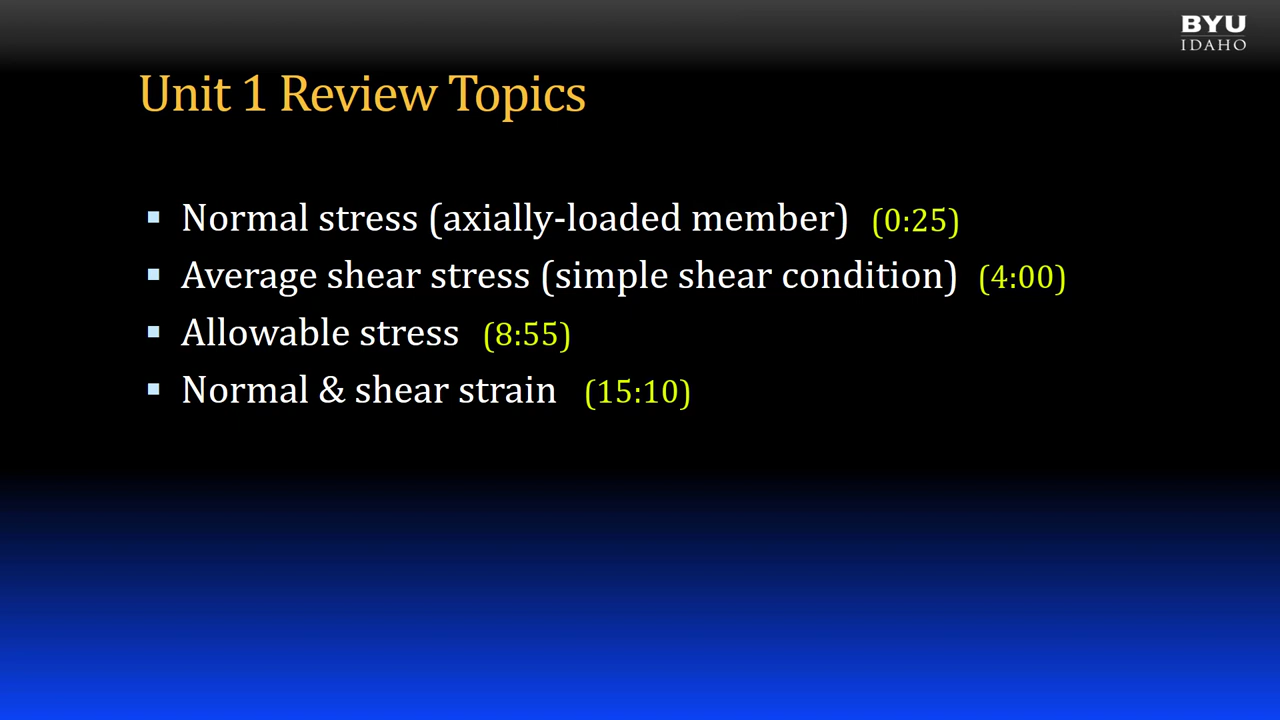 BYU
IDAHO
Unit 1 Review Topics
▪ Normal stress (axially-loaded member) (0:25)
▪ Average shear stress (simple shear condition) (4:00)
▪ Allowable stress (8:55)
▪ Normal & shear strain (15:10)